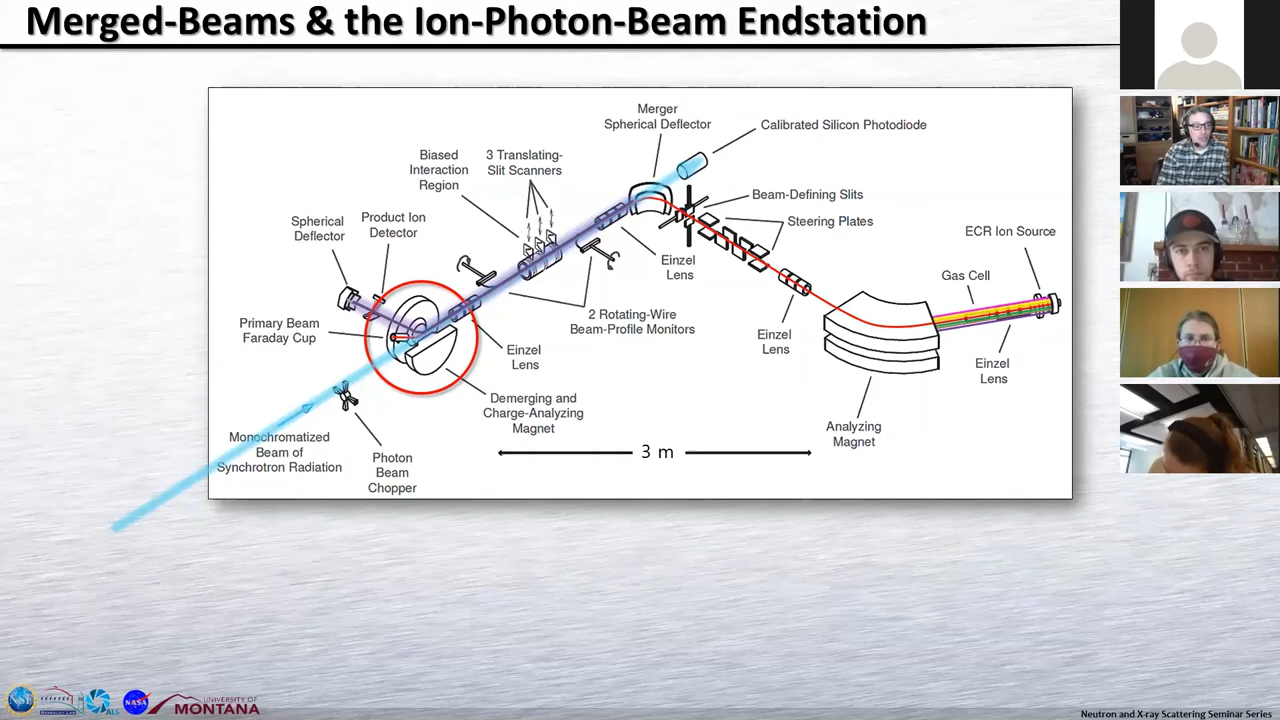 Merged-Beams & the Ion-Photon-Beam Endstation
Merger
Spherical Deflector
Calibrated Silicon Photodiode
Biased
Interaction
Region
3 Translating-
Slit Scanners
Beam-Defining Slits
Steering Plates
Spherical
Deflector
Product Ion
Detector
ECR Ion Source
Gas Cell
Einzel
Lens
2 Rotating-Wire
Beam-Profile Monitors
Primary Beam
Faraday Cup
Einzel
Lens
Einzel
Lens
Einzel
Lens
Demerging and
Charge-Analyzing
Magnet
Analyzing
Magnet
Monochromatized
Beam of
Synchrotron Radiation
Photon
Beam
Chopper
3 m
NSF
ALS
NASA
UNIVERSITY OF
MONTANA
Neutron and X-ray Scattering Seminar Series